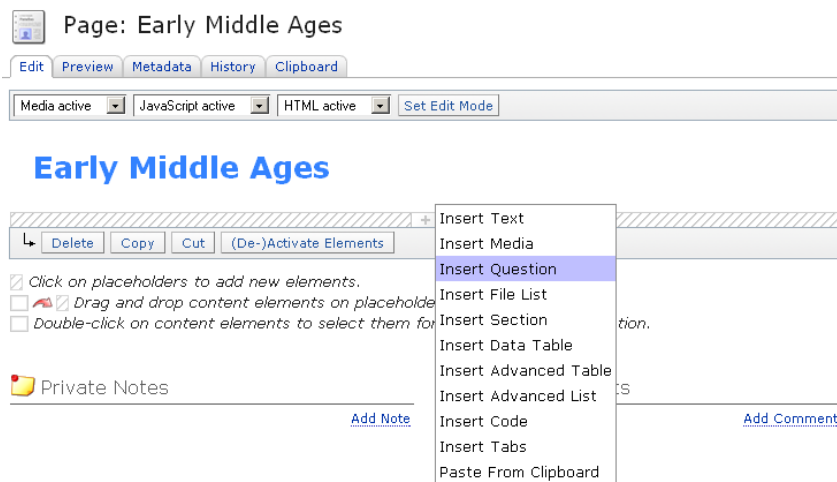 Page: Early Middle Ages
Edit Preview Metadata History Clipboard
Media active JavaScript active HTML active Set Edit Mode
Early Middle Ages
Insert Text
Delete Copy Cut (De-)Activate Elements
Insert Media
Insert Question
Click on placeholders to add new elements.
Insert File List
Drag and drop content elements on
Insert Section
Double-click on content elements to select them for
Insert Data Table
Insert Advanced Table
Private Notes
Insert Advanced List
Add Note
Insert Code
Add Comment
Insert Tabs
Paste From Clipboard